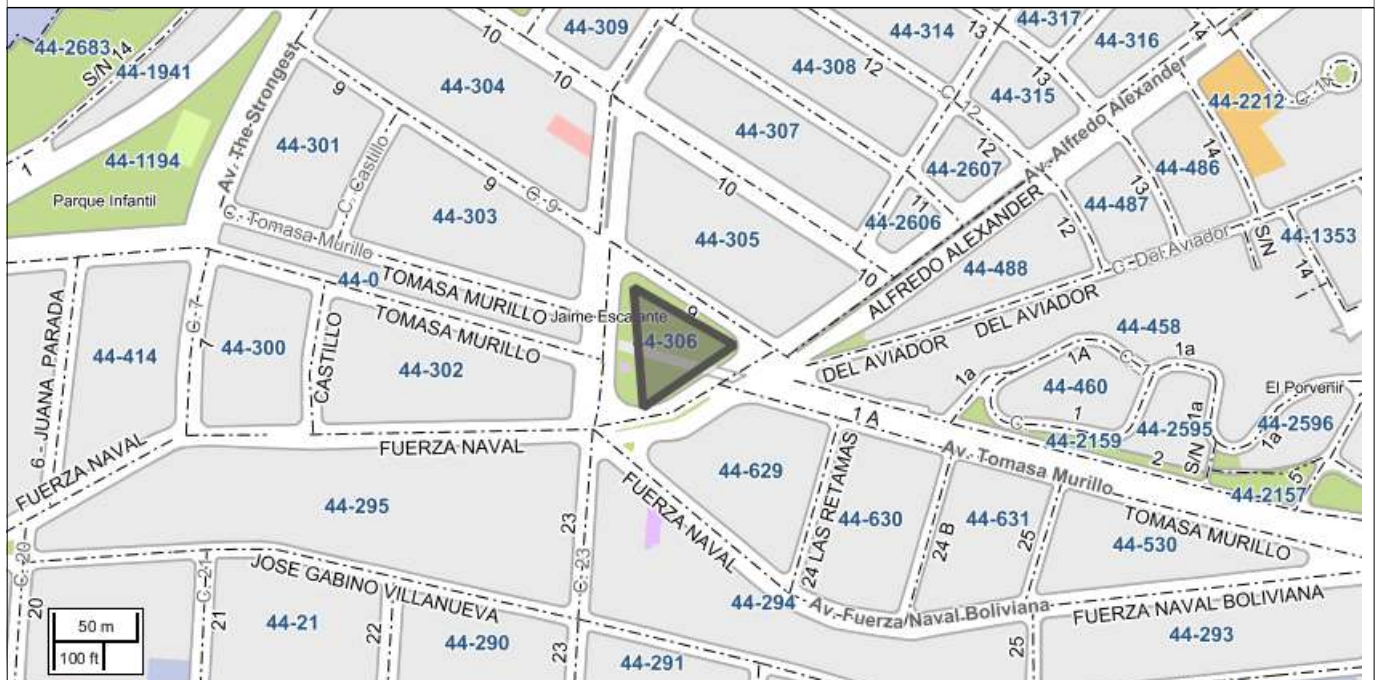 44-2683
S/N 14
44-1941
44-1194
1
Parque Infantil
Av. The Strongest
9
44-301
C. Castillo
44-304
9
44-303
C. 9
C. Tomasa Murillo
10
10
44-309
44-308
12
44-307
10
44-305
44-314
13
44-317
44-316
14
13
44-315
C. 12
12
44-2607
11
44-2606
10
Av. Alfredo Alexander
ALFREDO ALEXANDER
44-2212
C. 14
14
44-486
13
44-487
12
44-488
S/N
44-1353
14
C. Del Aviador
DEL AVIADOR
DEL AVIADOR
44-0
TOMASA MURILLO
TOMASA MURILLO
Jaime Escalante
9
44-306
6 - JUANA PARADA
44-414
C. 7
7
44-300
CASTILLO
44-302
FUERZA NAVAL
FUERZA NAVAL
44-458
1a
1A
C.
1a
44-460
El Porvenir
C
1
1a
44-2159
2
44-2595
S/N
1a
44-2596
5
44-2157
1 A
Av. Tomasa Murillo
TOMASA MURILLO
44-629
FUERZA NAVAL
24 LAS RETAMAS
44-630
24 B
44-631
25
44-530
44-295
23
C. 23
23
C. 20
20
C. 21
21
JOSE GABINO VILLANUEVA
44-21
22
44-290
44-291
44-294
Av. Fuerza Naval Boliviana
FUERZA NAVAL BOLIVIANA
25
44-293
50 m
100 ft